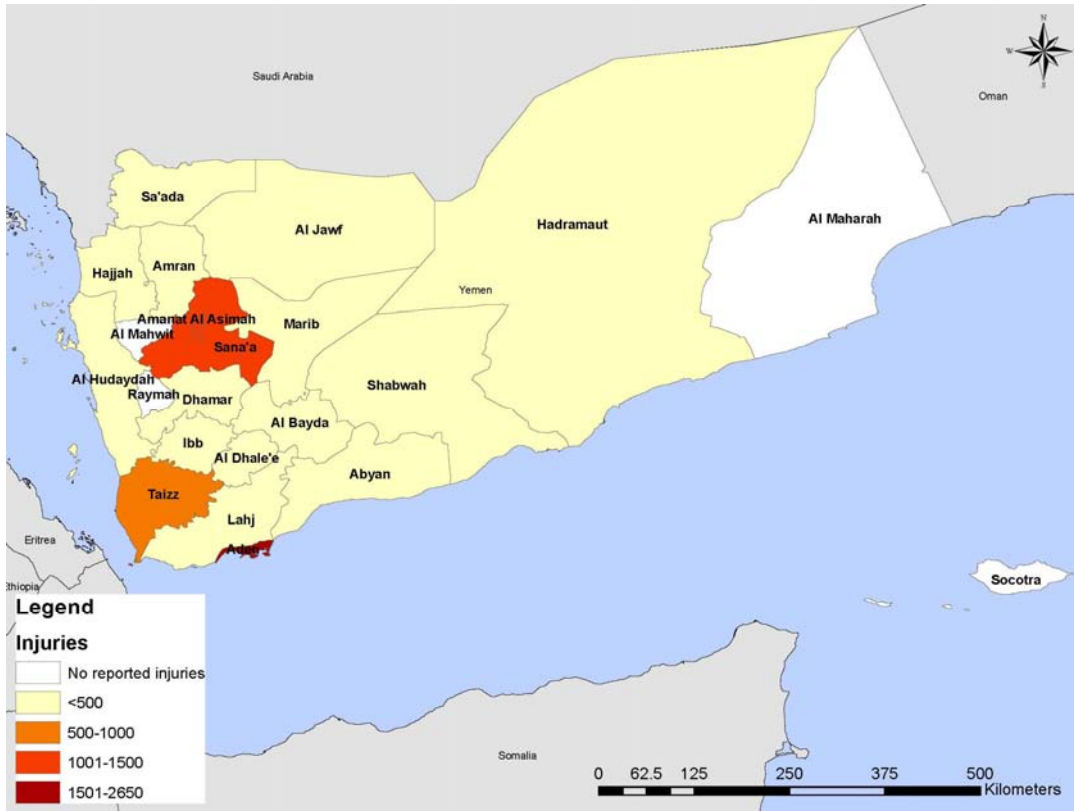 N
W
E
S
Saudi Arabia
Oman
Sa'ada
Al Jawf
Hadramaut
Al Maharah
Hajjah
Amran
Yemen
Amanat Al Asimah
Marib
Al Mahwit
Sana'a
Al Hudaydah
Shabwah
Raymah
Dhamar
Al Bayda
Ibb
Al Dhale'e
Abyan
Taizz
Lahj
Aden
Eritrea
Ethiopia
Socotra
Legend
Injuries
No reported injuries
<500
500-1000
1001-1500
1501-2650
Somalia
0 62.5 125 250 375 500
Kilometers